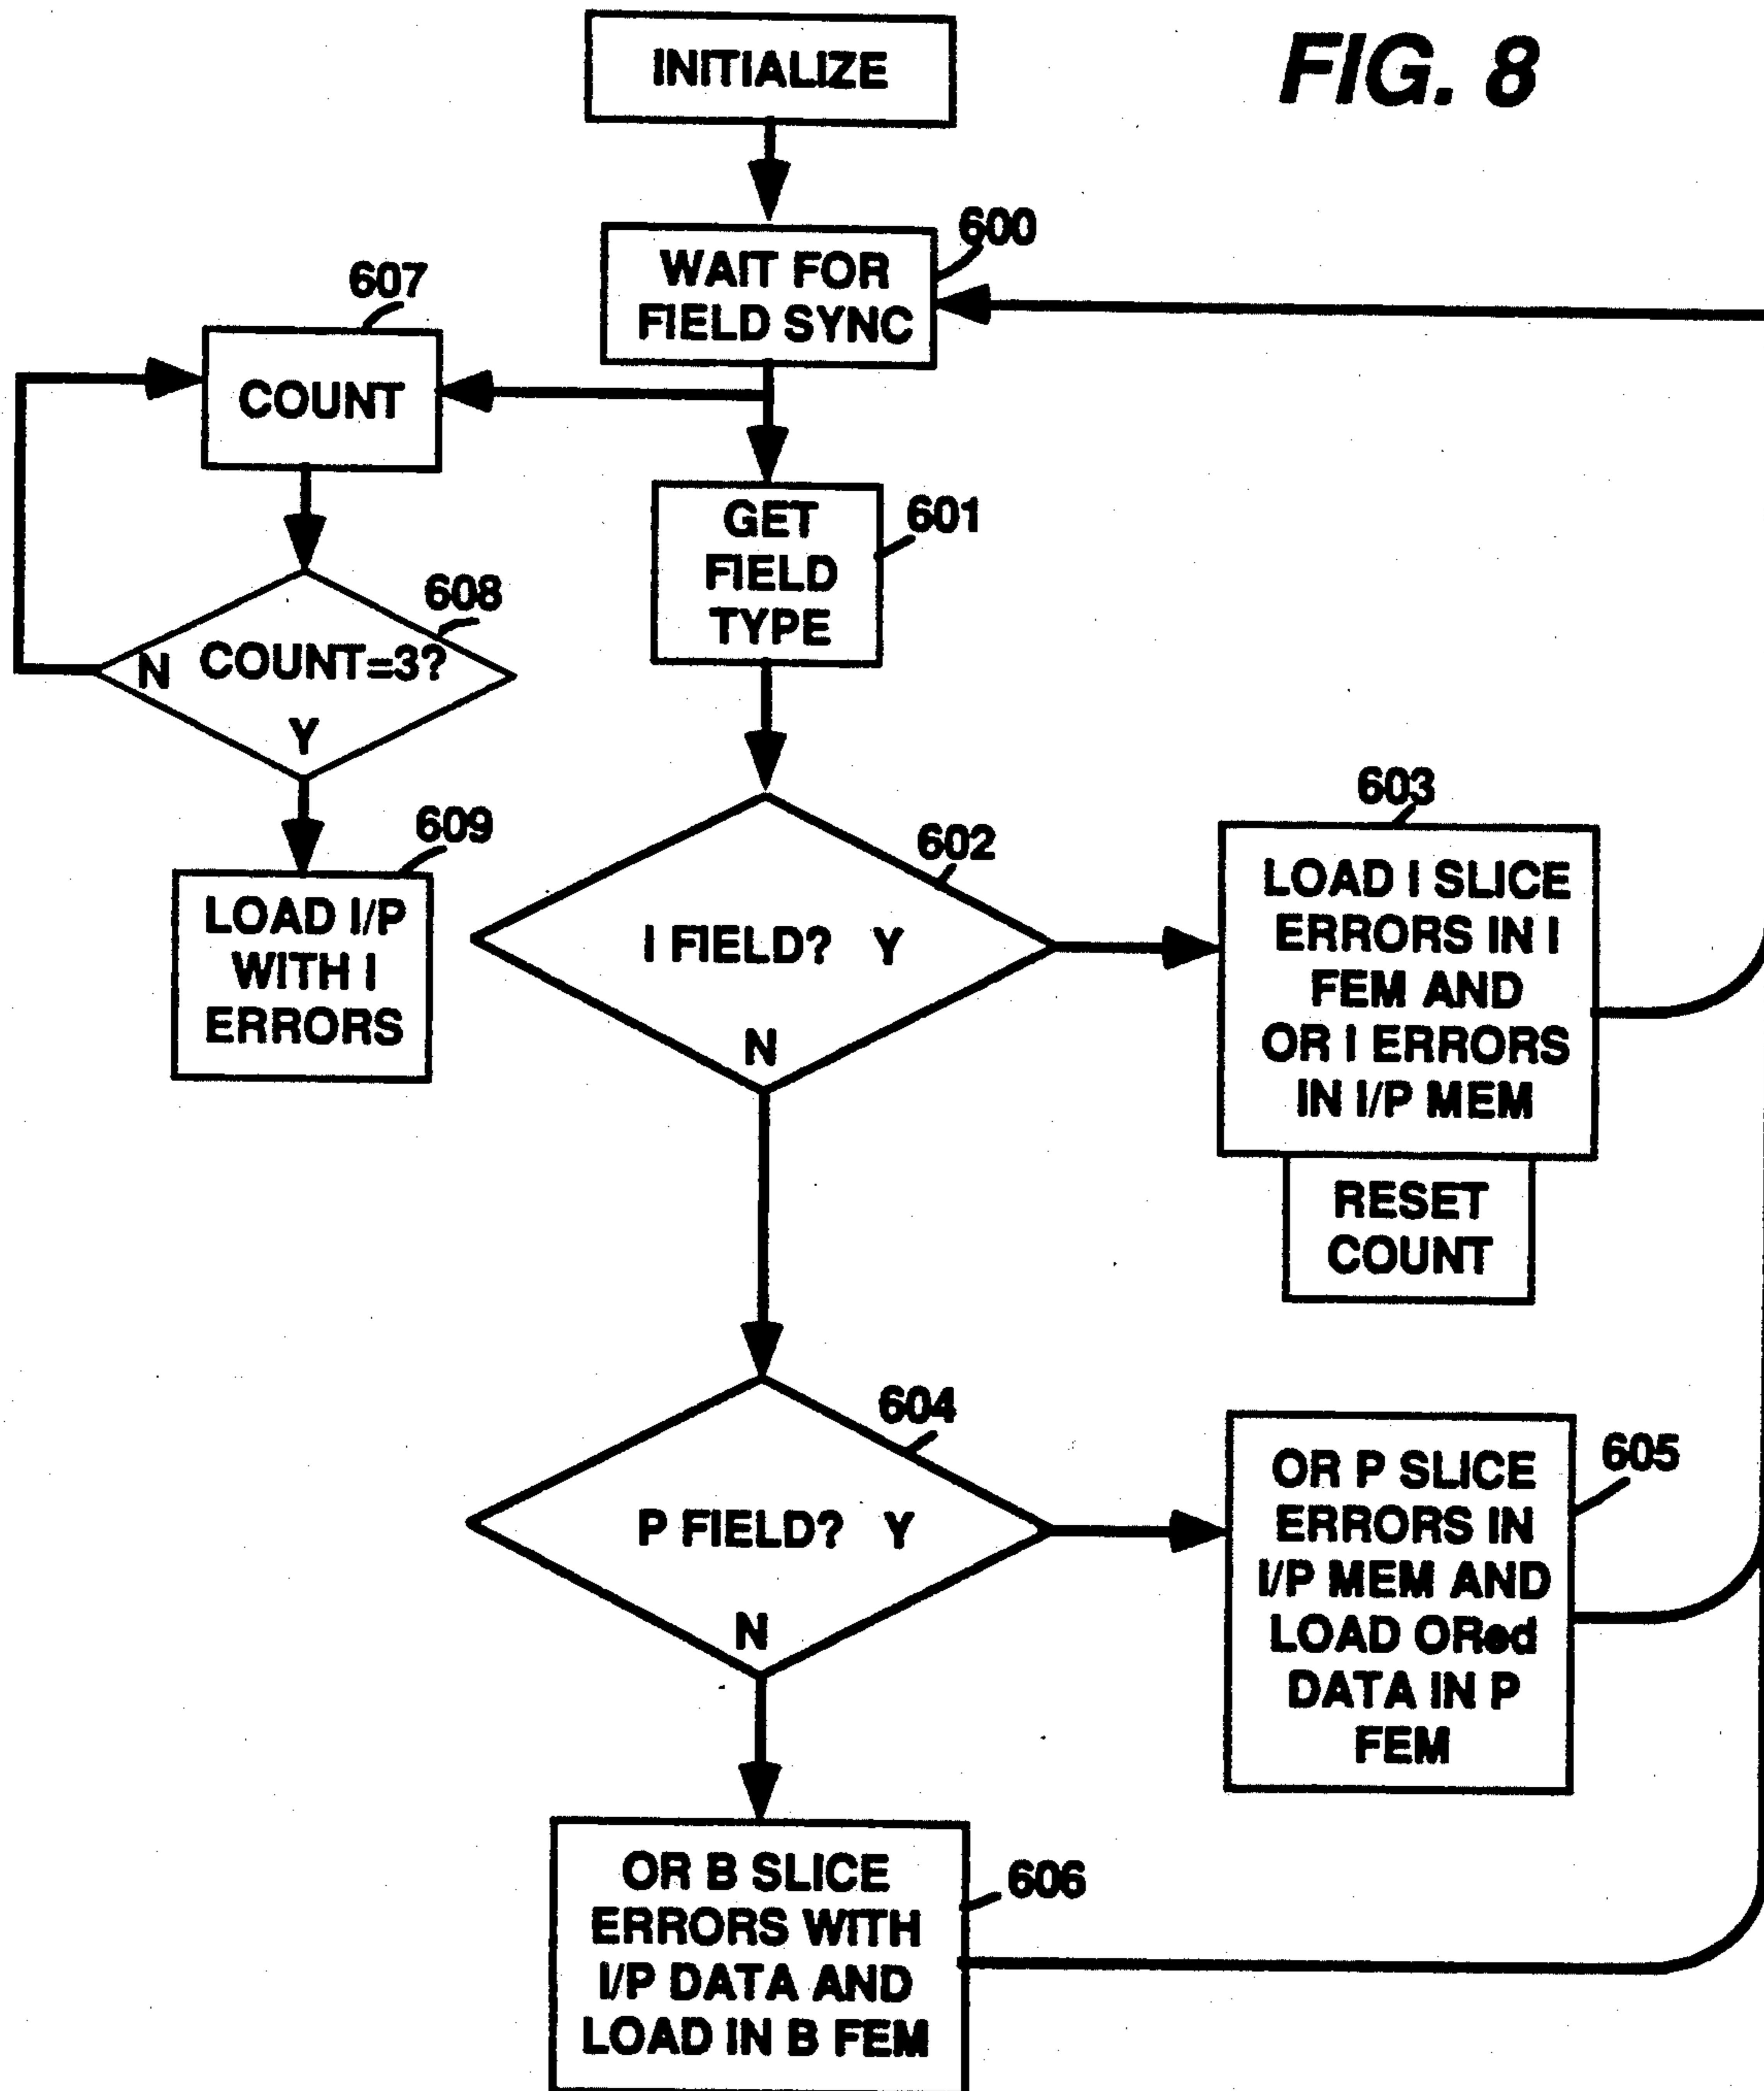 FIG. 8
INITIALIZE
600
WAIT FOR
FIELD SYNC
607
COUNT
601
GET
FIELD
TYPE
608
N COUNT=3?
Y
609
LOAD I/P
WITH I
ERRORS
602
I FIELD? Y
N
603
LOAD I SLICE
ERRORS IN I
FEM AND
OR I ERRORS
IN I/P MEM
RESET
COUNT
604
P FIELD? Y
N
605
OR P SLICE
ERRORS IN
I/P MEM AND
LOAD ORed
DATA IN P
FEM
606
OR B SLICE
ERRORS WITH
I/P DATA AND
LOAD IN B FEM